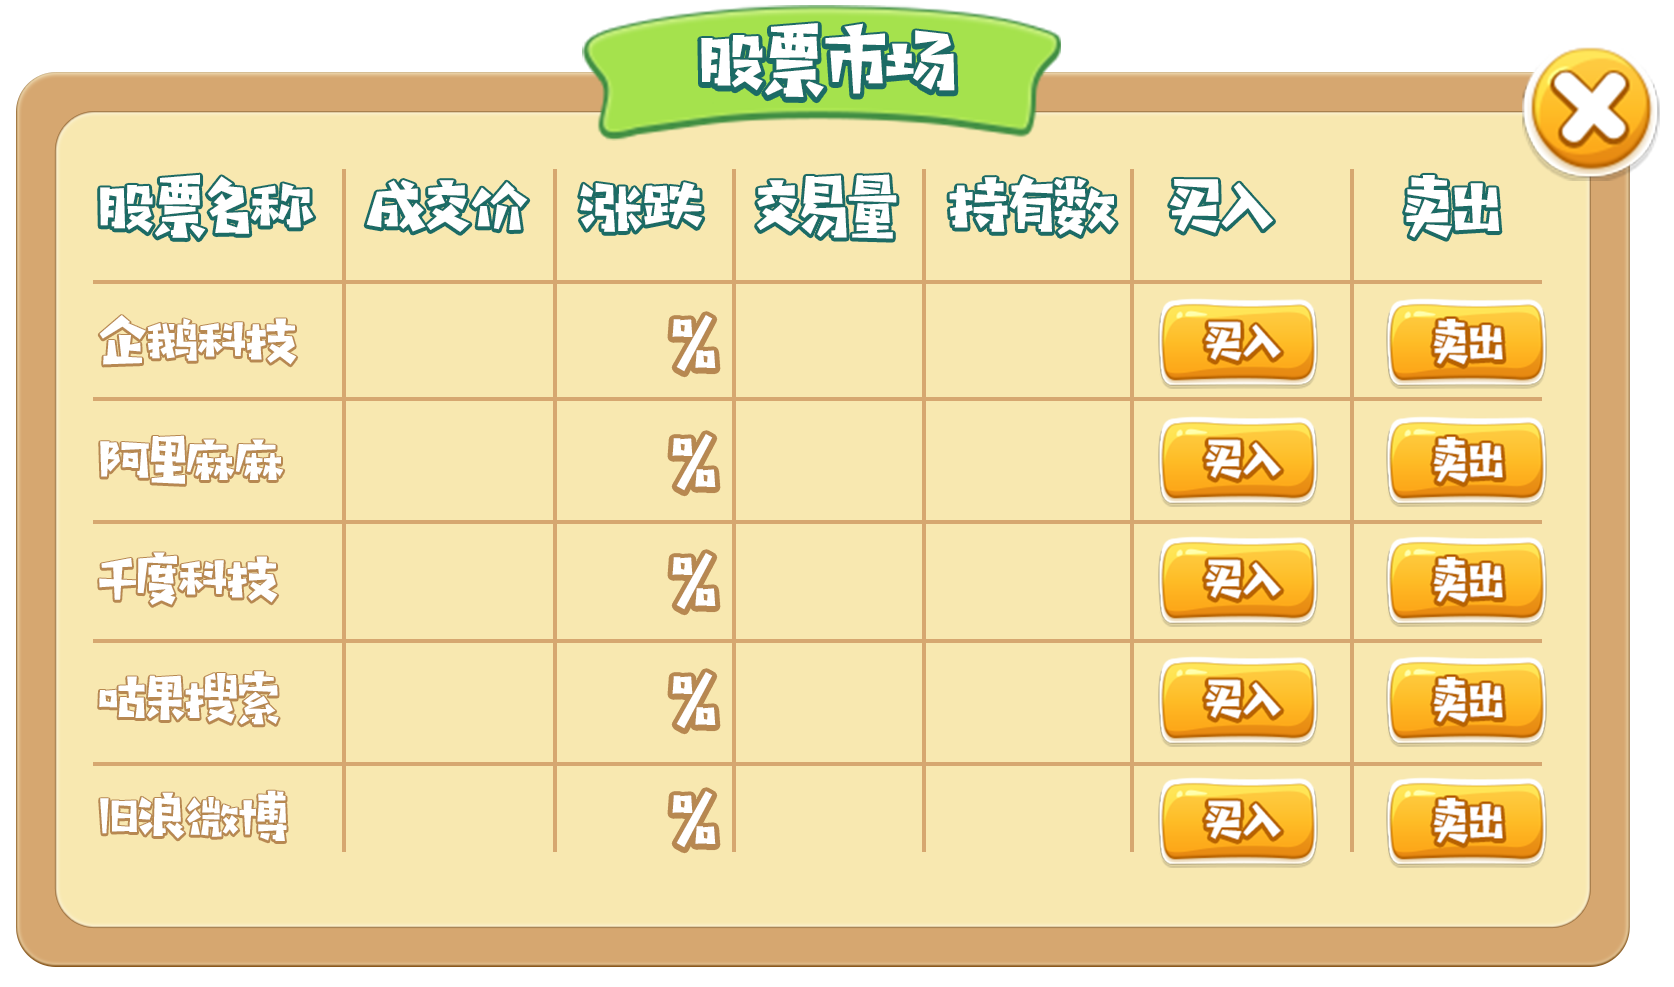 股票市场
股票名称 成交价 涨跌 交易量 持有数 买入 卖出
企鹅科技 % 买入 卖出
阿里麻麻 % 买入 卖出
千度科技 % 买入 卖出
咕果搜索 % 买入 卖出
旧浪微博 % 买入 卖出